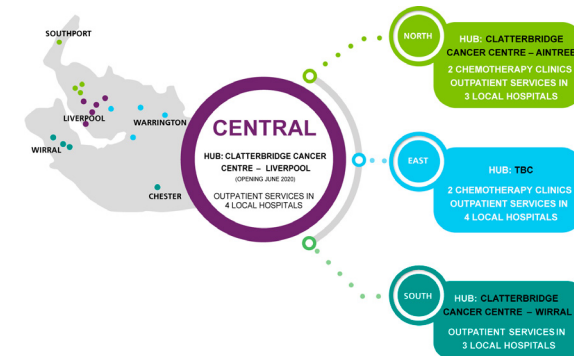 SOUTHPORT
LIVERPOOL
WARRINGTON
WIRRAL
CHESTER
CENTRAL
HUB: CLATTERBRIDGE CANCER
CENTRE – LIVERPOOL
(OPENING JUNE 2020)
OUTPATIENT SERVICES IN
4 LOCAL HOSPITALS
NORTH
HUB: CLATTERBRIDGE
CANCER CENTRE – AINTREE
2 CHEMOTHERAPY CLINICS
OUTPATIENT SERVICES IN
3 LOCAL HOSPITALS
EAST
HUB: TBC
2 CHEMOTHERAPY CLINICS
OUTPATIENT SERVICES IN
4 LOCAL HOSPITALS
SOUTH
HUB: CLATTERBRIDGE
CANCER CENTRE – WIRRAL
OUTPATIENT SERVICES IN
3 LOCAL HOSPITALS